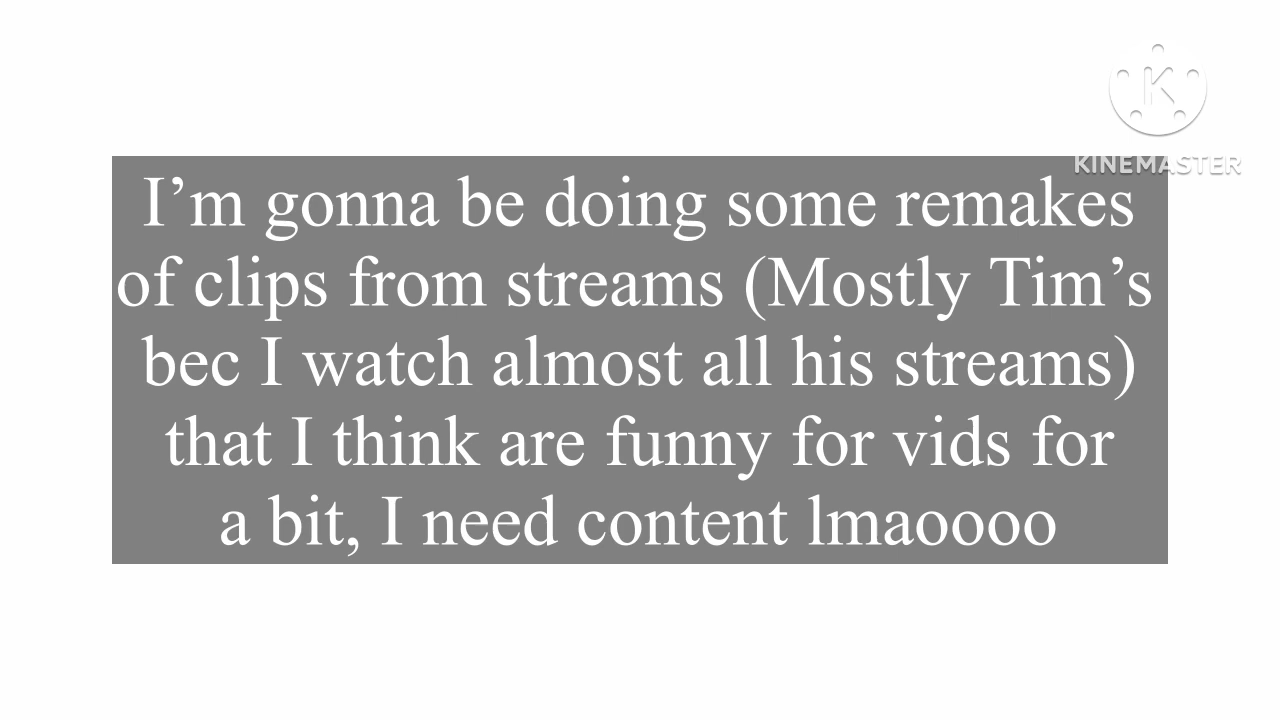 KINEMASTER
I’m gonna be doing some remakes
of clips from streams (Mostly Tim’s
bec I watch almost all his streams)
that I think are funny for vids for
a bit, I need content lmaoooo